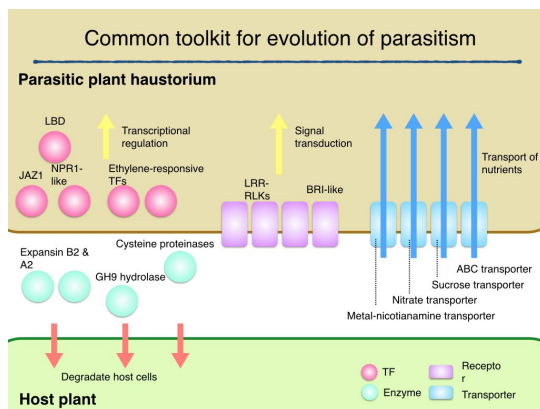 Common toolkit for evolution of parasitism
Parasitic plant haustorium
LBD
Transcriptional
regulation
Signal
transduction
JAZ1
NPR1-
like
Ethylene-responsive
TFs
LRR-
RLKs
BRI-like
Transport of
nutrients
Expansin B2 &
A2
Cysteine proteinases
GH9 hydrolase
ABC transporter
Sucrose transporter
Nitrate transporter
Metal-nicotianamine transporter
Degradate host cells
Host plant
TF
Recepto
r
Enzyme
Transporter